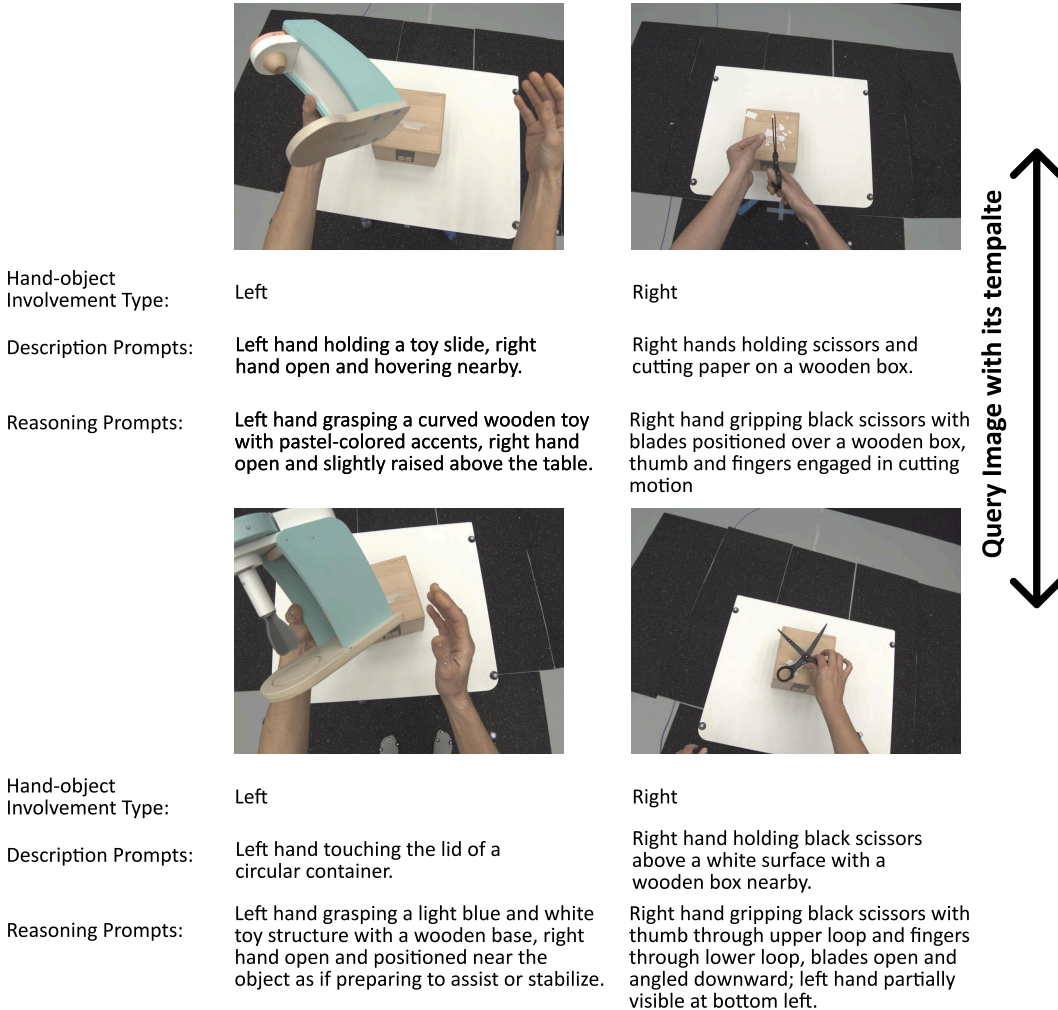 Hand-object
Involvement Type:
Left
Right
Description Prompts:
Left hand holding a toy slide, right
hand open and hovering nearby.
Right hands holding scissors and
cutting paper on a wooden box.
Reasoning Prompts:
Left hand grasping a curved wooden toy
with pastel-colored accents, right hand
open and slightly raised above the table.
Right hand gripping black scissors with
blades positioned over a wooden box,
thumb and fingers engaged in cutting
motion
Query Image with its tempalte
Hand-object
Involvement Type:
Left
Right
Description Prompts:
Left hand touching the lid of a
circular container.
Right hand holding black scissors
above a white surface with a
wooden box nearby.
Reasoning Prompts:
Left hand grasping a light blue and white
toy structure with a wooden base, right
hand open and positioned near the
object as if preparing to assist or stabilize.
Right hand gripping black scissors with
thumb through upper loop and fingers
through lower loop, blades open and
angled downward; left hand partially
visible at bottom left.